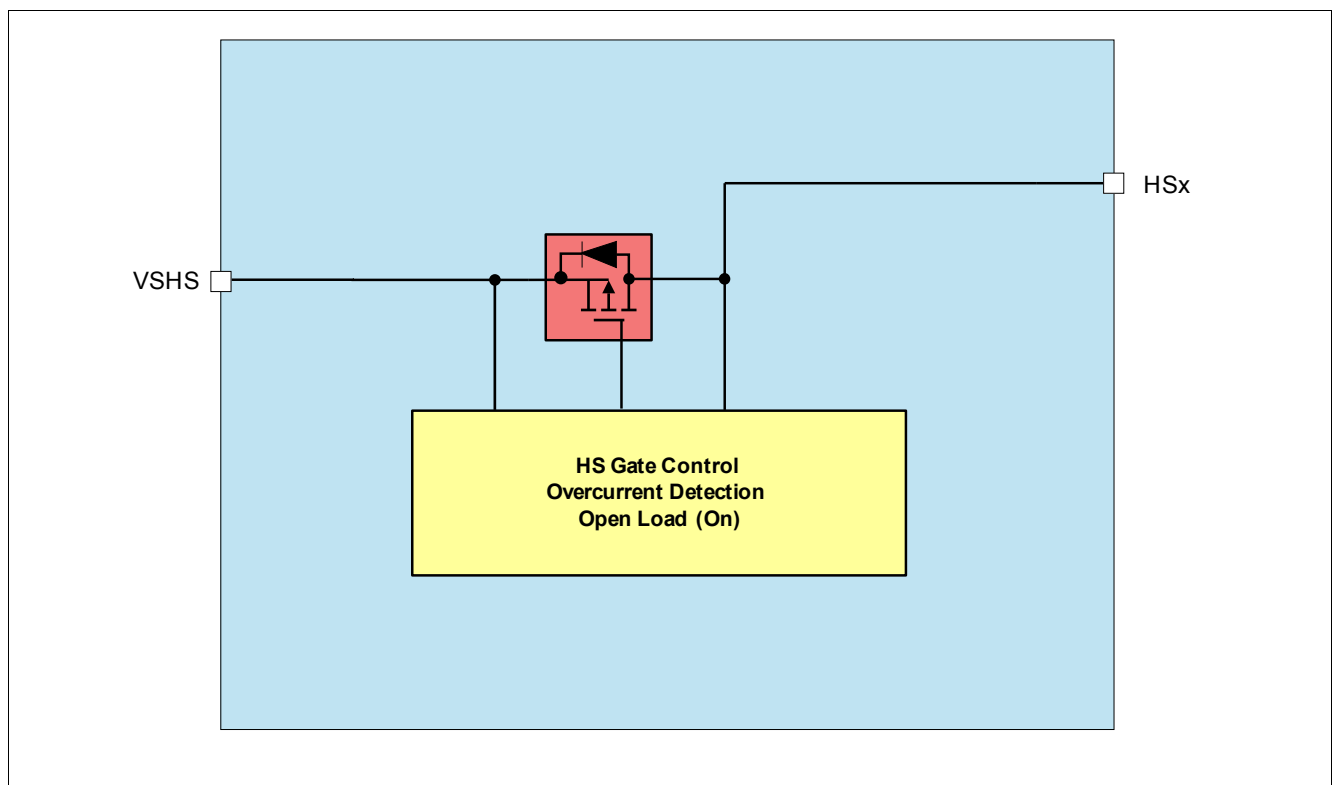 HSx
VSHS
HS Gate Control
Overcurrent Detection
Open Load (On)